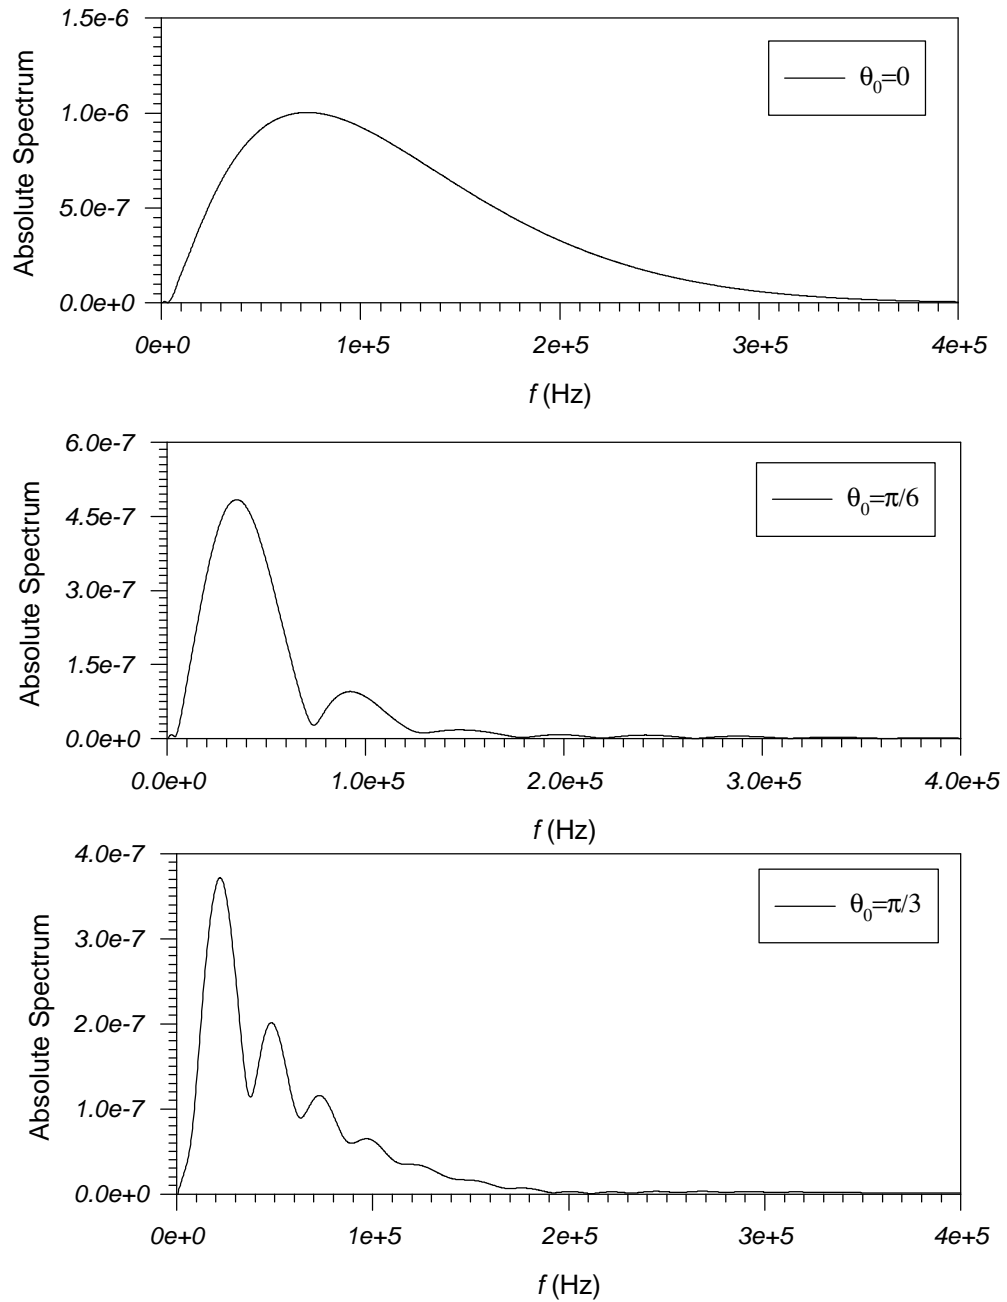 1.5e-6
1.0e-6
5.0e-7
0.0e+0
Absolute Spectrum
θ0=0
0e+0 1e+5 2e+5 3e+5 4e+5
f (Hz)
6.0e-7
4.5e-7
3.0e-7
1.5e-7
0.0e+0
Absolute Spectrum
θ0=π/6
0.0e+0 1.0e+5 2.0e+5 3.0e+5 4.0e+5
f (Hz)
4.0e-7
3.0e-7
2.0e-7
1.0e-7
0.0e+0
Absolute Spectrum
θ0=π/3
0e+0 1e+5 2e+5 3e+5 4e+5
f (Hz)